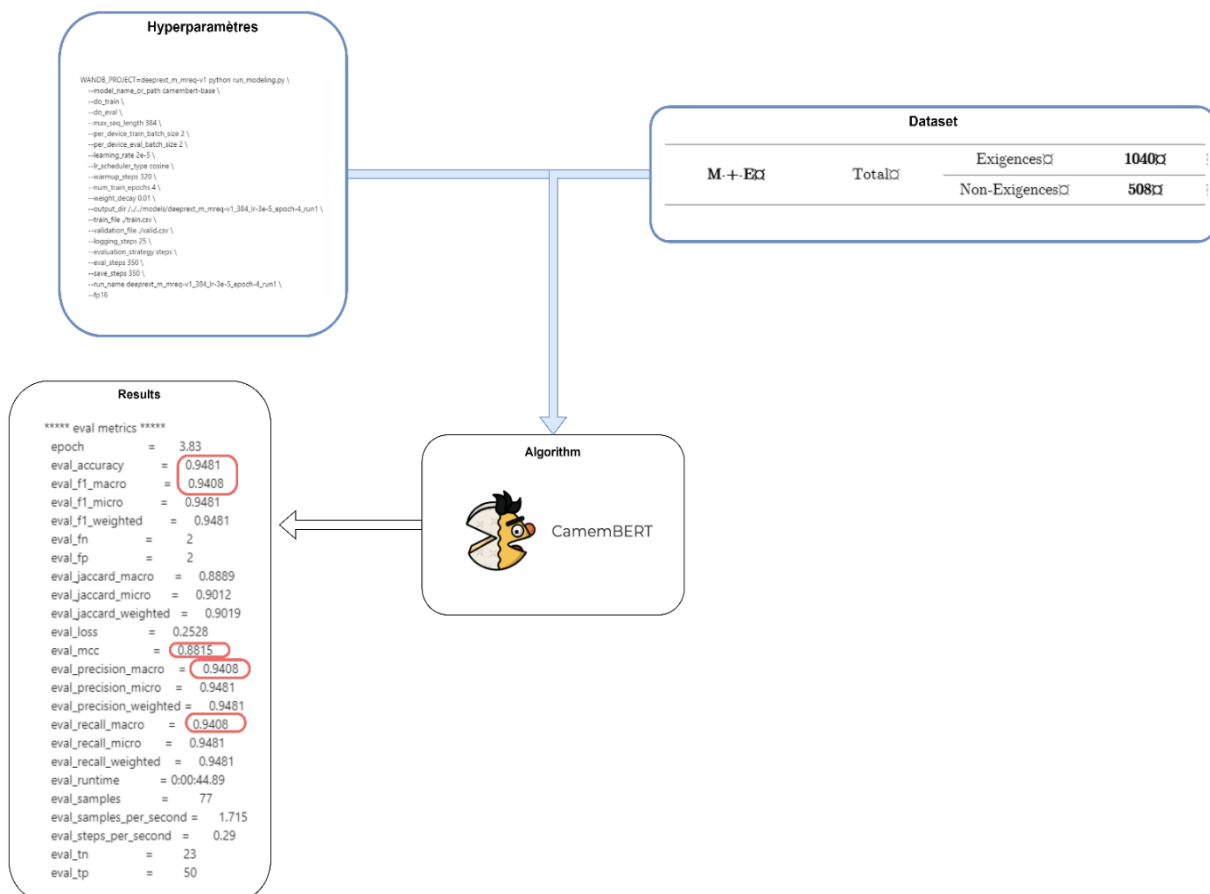 Hyperparamètres
WANDB_PROJECT=deeprext_m_mreq-v1 python run_modeling.py \
--model_name_or_path camembert-base \
--do_train \
--do_eval \
--max_seq_length 384 \
--per_device_train_batch_size 2 \
--per_device_eval_batch_size 2 \
--learning_rate 2e-5 \
--lr_scheduler_type cosine \
--warmup_steps 320 \
--num_train_epochs 4 \
--weight_decay 0.01 \
--output_dir /../../models/deeprext_m_mreq-v1_384_lr-3e-5_epoch-4_run1 \
--train_file ./train.csv \
--validation_file ./valid.csv \
--logging_steps 25 \
--evaluation_strategy steps \
--eval_steps 350 \
--save_steps 350 \
--run_name deeprext_m_mreq-v1_384_lr-3e-5_epoch-4_run1 \
--fp16
Dataset
M·+·E¤ Total¤ Exigences¤ 1040¤
Non-Exigences¤ 508¤
Algorithm
CamemBERT
Results
***** eval metrics *****
epoch = 3.83
eval_accuracy = 0.9481
eval_f1_macro = 0.9408
eval_f1_micro = 0.9481
eval_f1_weighted = 0.9481
eval_fn = 2
eval_fp = 2
eval_jaccard_macro = 0.8889
eval_jaccard_micro = 0.9012
eval_jaccard_weighted = 0.9019
eval_loss = 0.2528
eval_mcc = 0.8815
eval_precision_macro = 0.9408
eval_precision_micro = 0.9481
eval_precision_weighted = 0.9481
eval_recall_macro = 0.9408
eval_recall_micro = 0.9481
eval_recall_weighted = 0.9481
eval_runtime = 0:00:44.89
eval_samples = 77
eval_samples_per_second = 1.715
eval_steps_per_second = 0.29
eval_tn = 23
eval_tp = 50